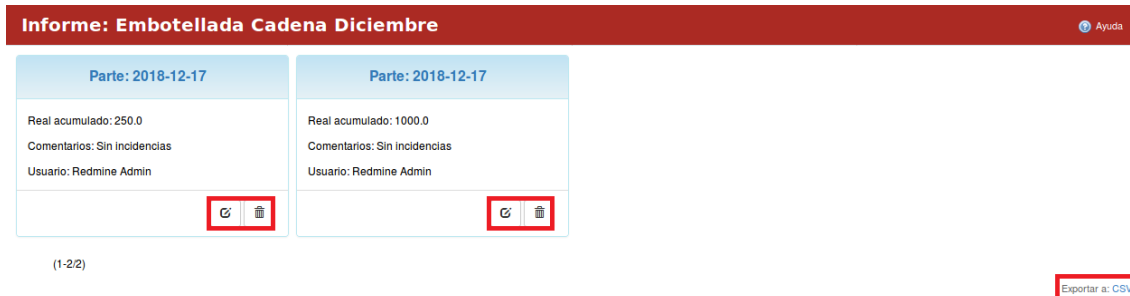 Informe: Embotellada Cadena Diciembre
Ayuda
Parte: 2018-12-17
Real acumulado: 250.0
Comentarios: Sin incidencias
Usuario: Redmine Admin
Parte: 2018-12-17
Real acumulado: 1000.0
Comentarios: Sin incidencias
Usuario: Redmine Admin
(1-2/2)
Exportar a: CSV